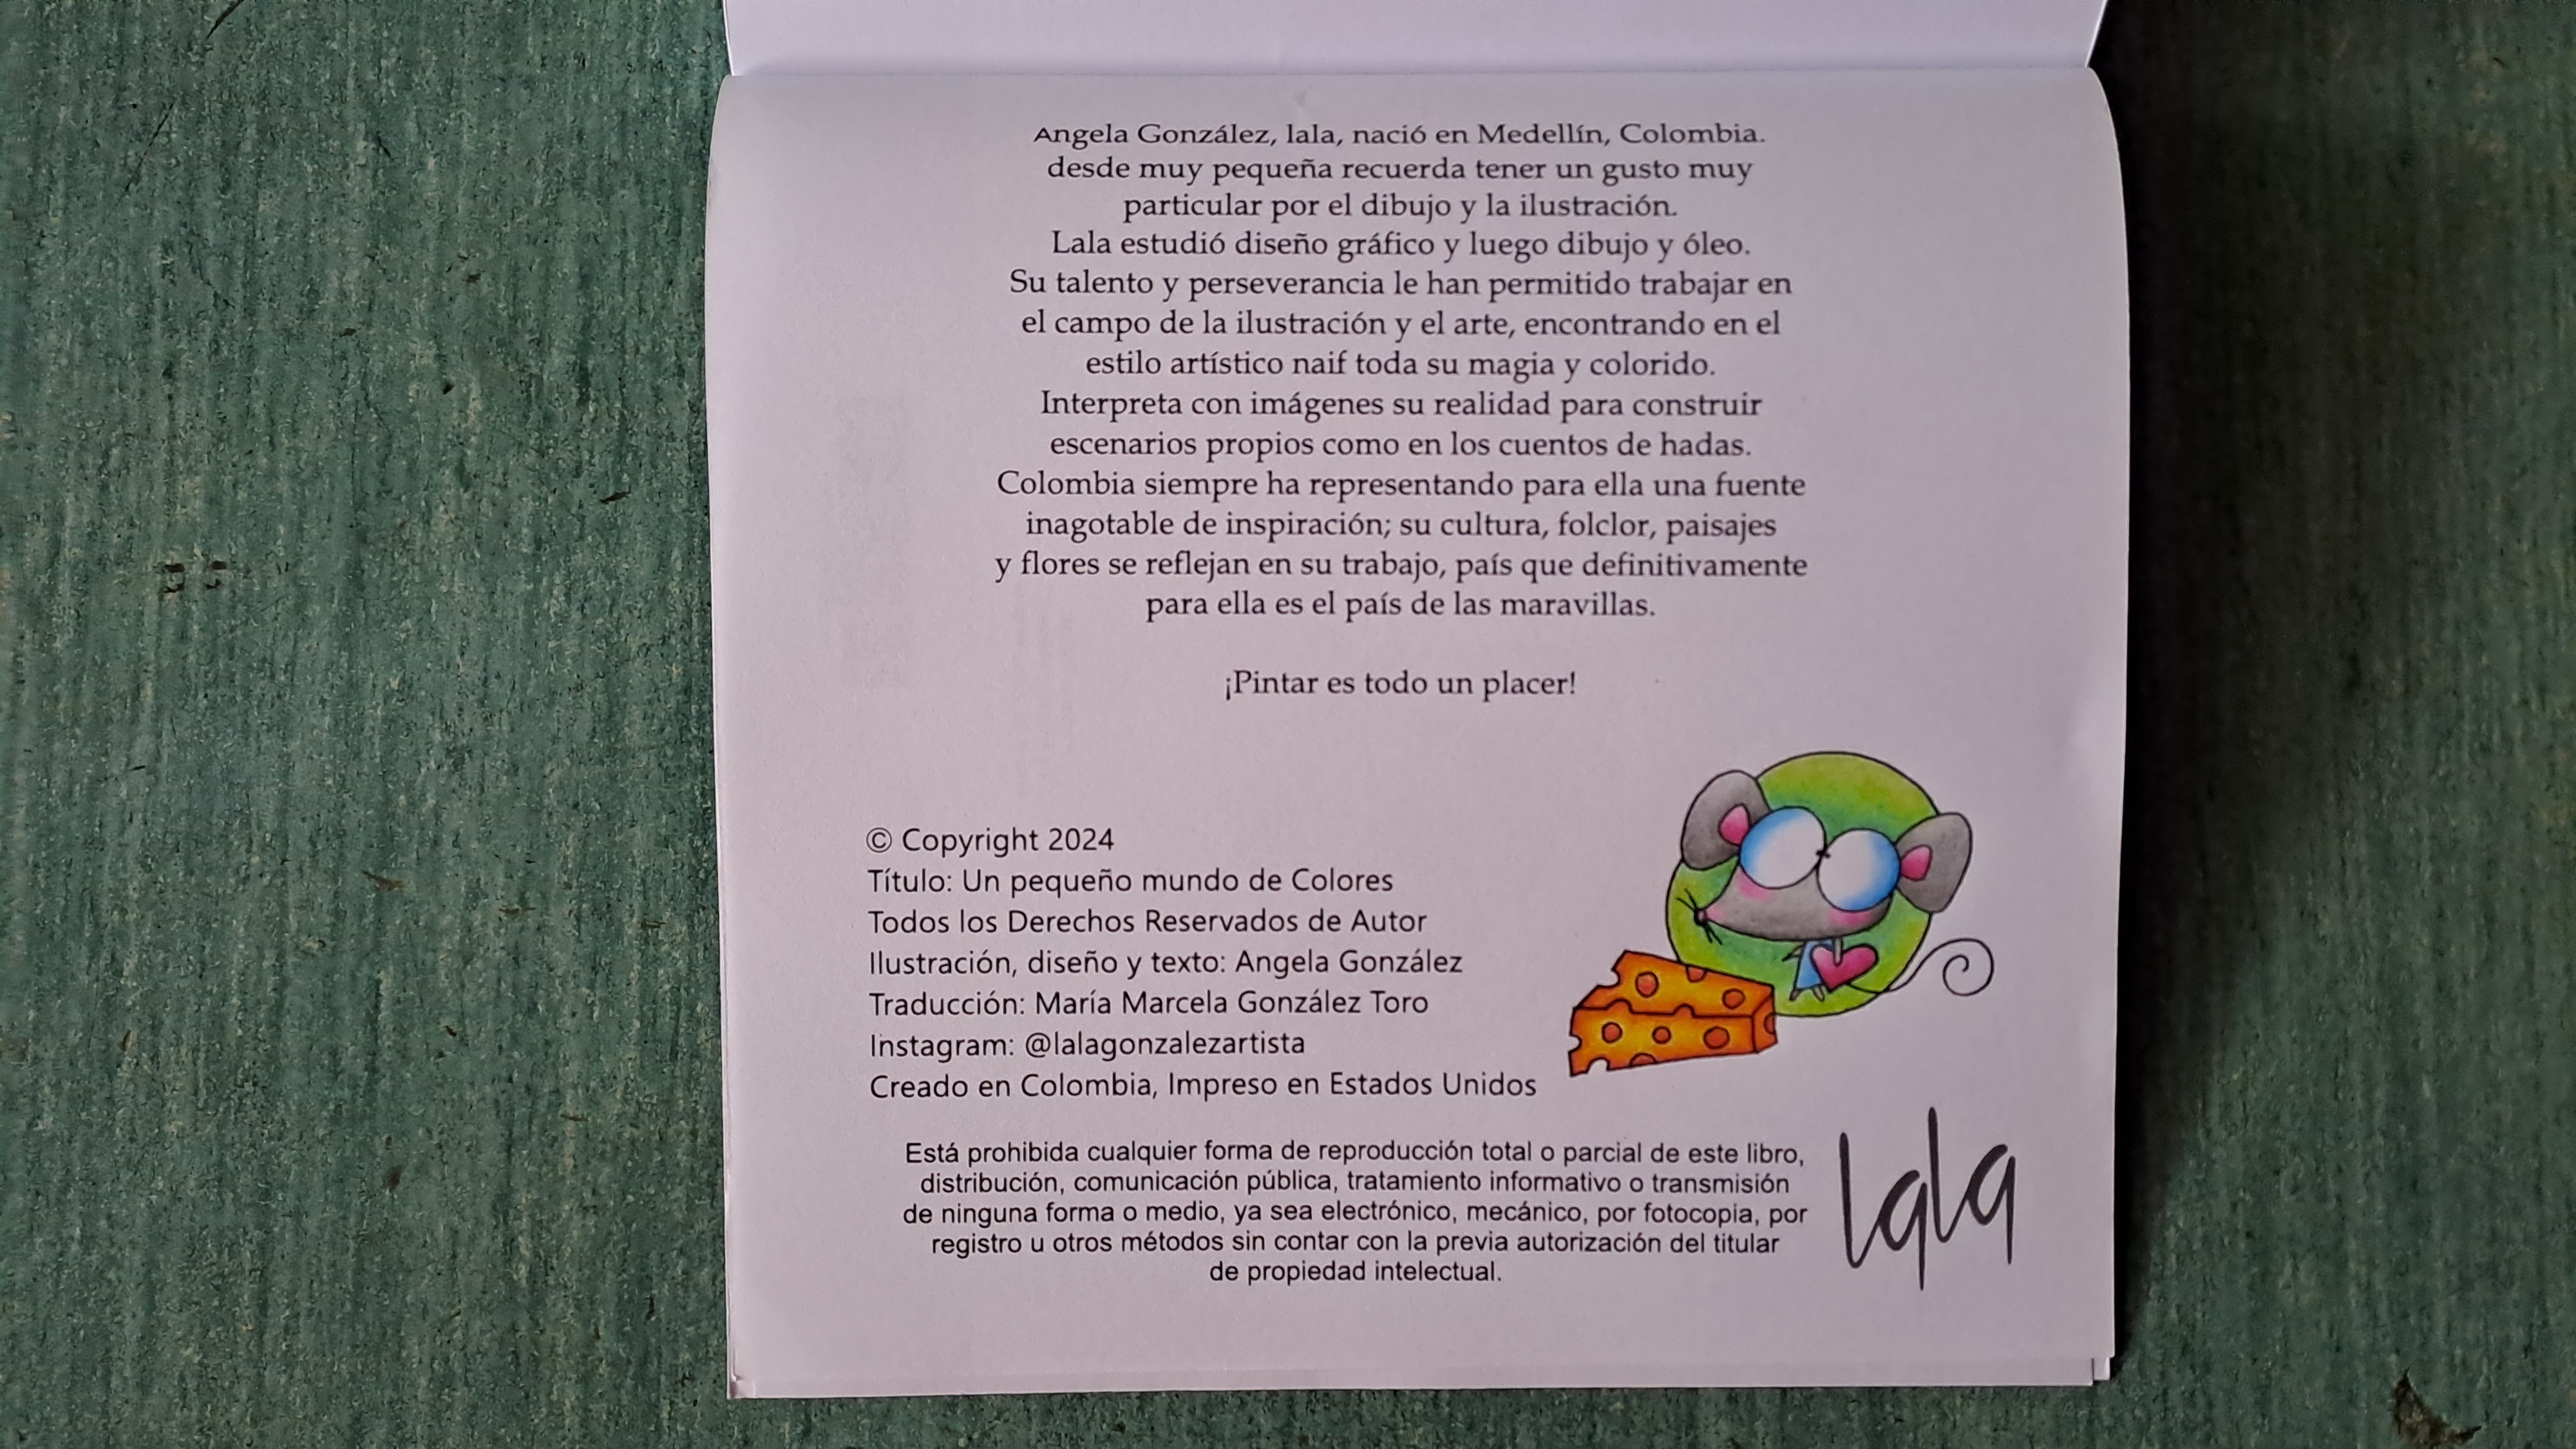 Angela González, lala, nació en Medellín, Colombia.
desde muy pequeña recuerda tener un gusto muy
particular por el dibujo y la ilustración.
Lala estudió diseño gráfico y luego dibujo y óleo.
Su talento y perseverancia le han permitido trabajar en
el campo de la ilustración y el arte, encontrando en el
estilo artístico naif toda su magia y colorido.
Interpreta con imágenes su realidad para construir
escenarios propios como en los cuentos de hadas.
Colombia siempre ha representando para ella una fuente
inagotable de inspiración; su cultura, folclor, paisajes
y flores se reflejan en su trabajo, país que definitivamente
para ella es el país de las maravillas.
¡Pintar es todo un placer!
© Copyright 2024
Título: Un pequeño mundo de Colores
Todos los Derechos Reservados de Autor
Ilustración, diseño y texto: Angela González
Traducción: María Marcela González Toro
Instagram: @lalagonzalezartista
Creado en Colombia, Impreso en Estados Unidos
Está prohibida cualquier forma de reproducción total o parcial de este libro,
distribución, comunicación pública, tratamiento informativo o transmisión
de ninguna forma o medio, ya sea electrónico, mecánico, por fotocopia, por
registro u otros métodos sin contar con la previa autorización del titular
de propiedad intelectual.
lala